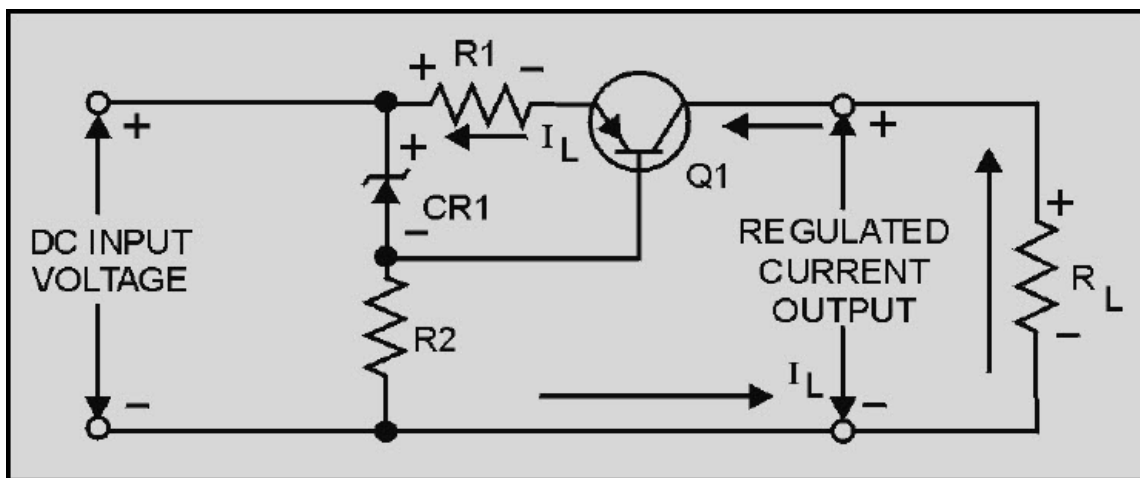 R1
+ −
+ I L +
+
Q1
CR1
−
+
DC INPUT
VOLTAGE
REGULATED
CURRENT
OUTPUT
R L
−
R2
I L
−
−